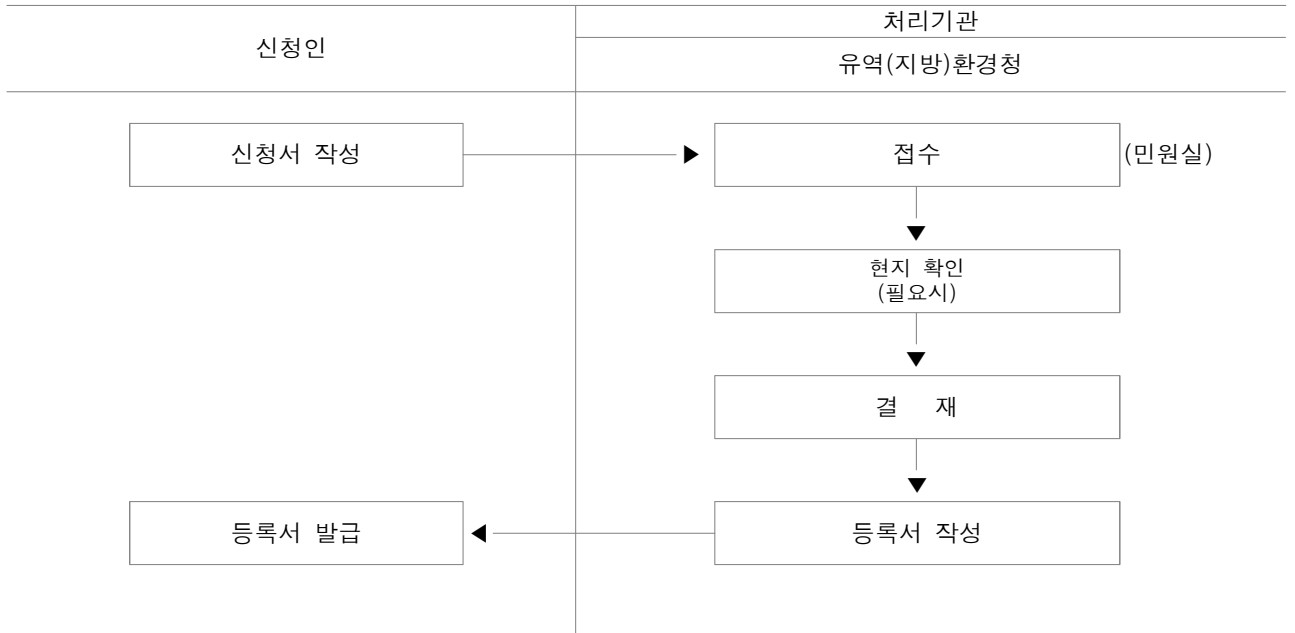 신청인
처리기관
유역(지방)환경청
신청서 작성
접수
(민원실)
현지 확인
(필요시)
결 재
등록서 발급
등록서 작성